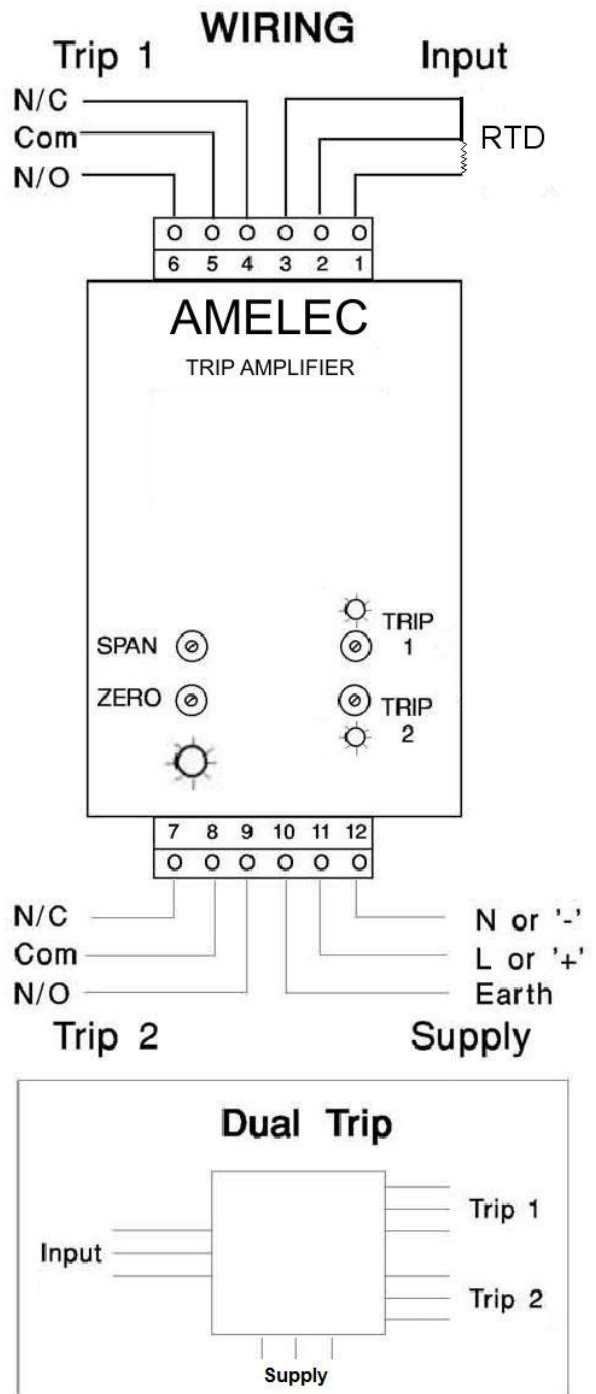 WIRING
Trip 1 Input
N/C
Com
N/O
RTD
6 5 4 3 2 1
AMELEC
TRIP AMPLIFIER
SPAN
ZERO
TRIP
1
TRIP
2
7 8 9 10 11 12
N/C
Com
N/O
N or '-'
L or '+'
Earth
Trip 2 Supply
Dual Trip
Input
Trip 1
Trip 2
Supply